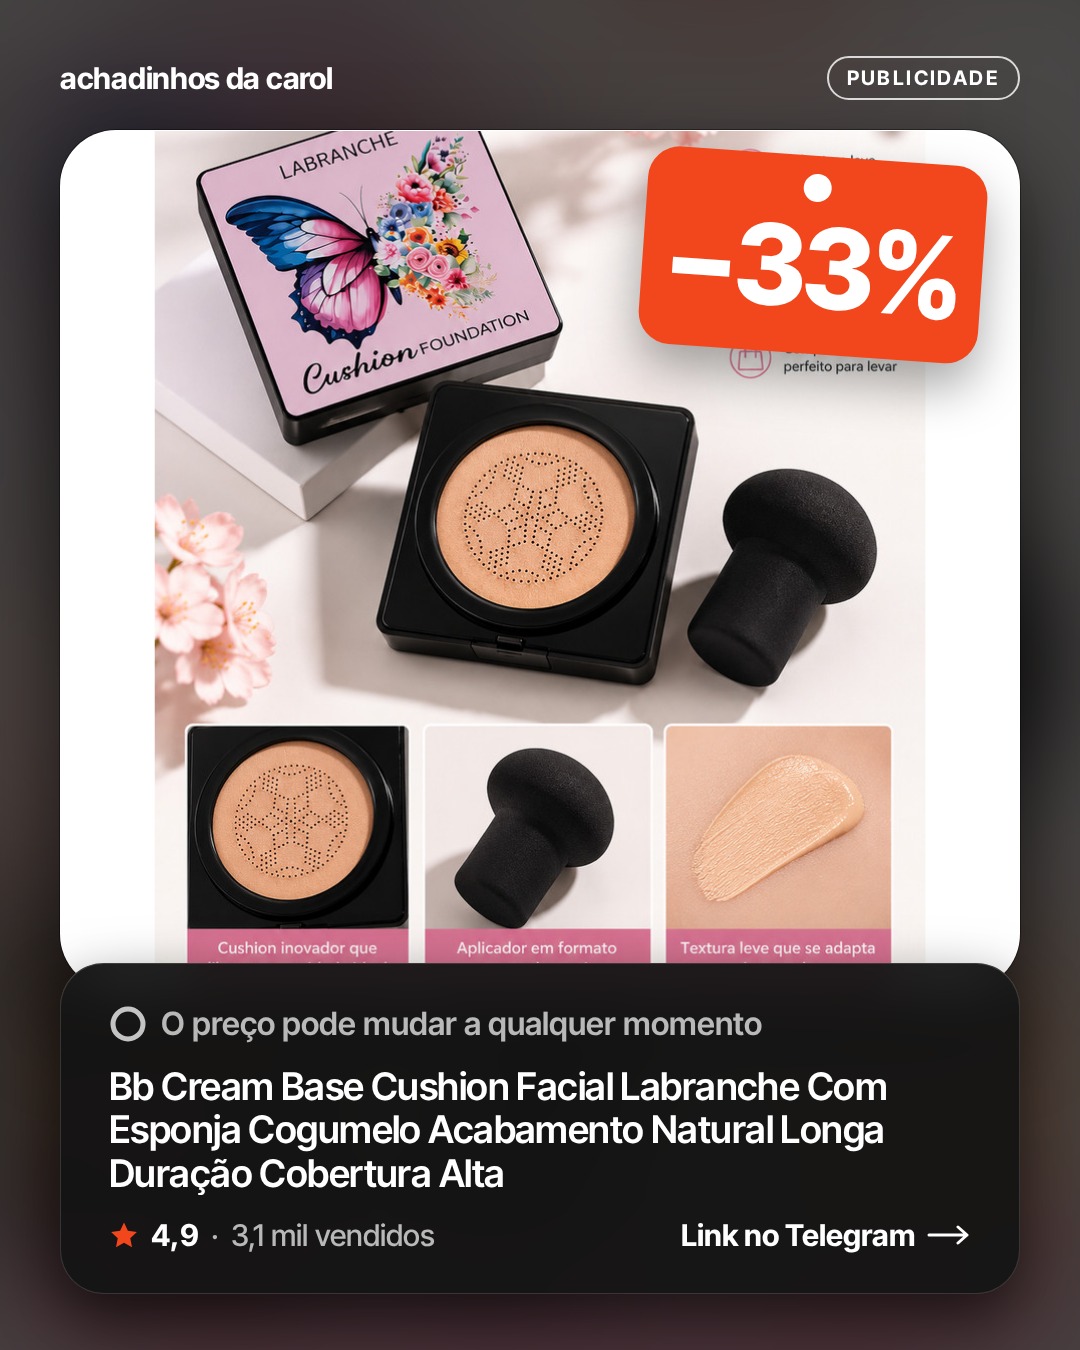 achadinhos da carol
PUBLICIDADE
LABRANCHE
Cushion FOUNDATION
-33%
perfeito para levar
Cushion inovador que
Aplicador em formato
Textura leve que se adapta
O preço pode mudar a qualquer momento
Bb Cream Base Cushion Facial Labranche Com
Esponja Cogumelo Acabamento Natural Longa
Duração Cobertura Alta
4,9 · 3,1 mil vendidos
Link no Telegram →